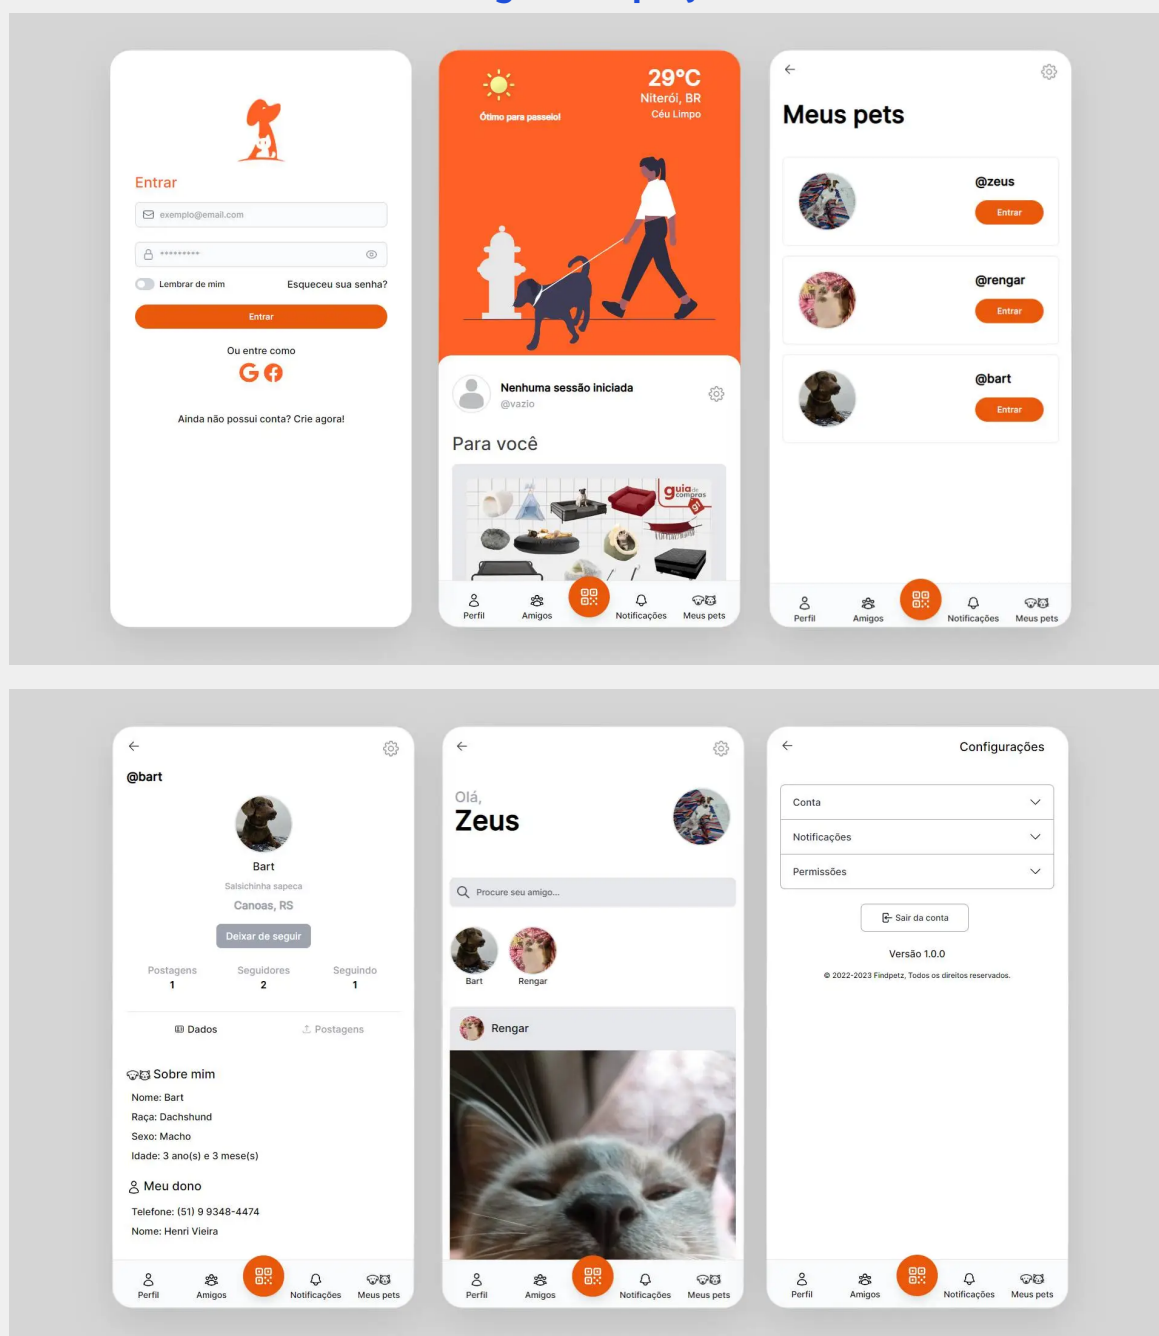 Entrar
exemplo@email.com
*********
Lembrar de mim
Esqueceu sua senha?
Entrar
Ou entre como
Ainda não possui conta? Crie agora!
29°C
Niterói, BR
Céu Limpo
Ótimo para passeio!
Nenhuma sessão iniciada
@vazio
Para você
guia de
compras
g1
Perfil
Amigos
Notificações
Meus pets
Meus pets
@zeus
Entrar
@rengar
Entrar
@bart
Entrar
Perfil
Amigos
Notificações
Meus pets
@bart
Bart
Salsichinha sapeca
Canoas, RS
Deixar de seguir
Postagens Seguidores Seguindo
1 2 1
Dados
Postagens
Sobre mim
Nome: Bart
Raça: Dachshund
Sexo: Macho
Idade: 3 ano(s) e 3 mese(s)
Meu dono
Telefone: (51) 9 9348-4474
Nome: Henri Vieira
Perfil
Amigos
Notificações
Meus pets
Olá,
Zeus
Procure seu amigo...
Bart
Rengar
Rengar
Perfil
Amigos
Notificações
Meus pets
Configurações
Conta
Notificações
Permissões
Sair da conta
Versão 1.0.0
© 2022-2023 Findpetz, Todos os direitos reservados.
Perfil
Amigos
Notificações
Meus pets